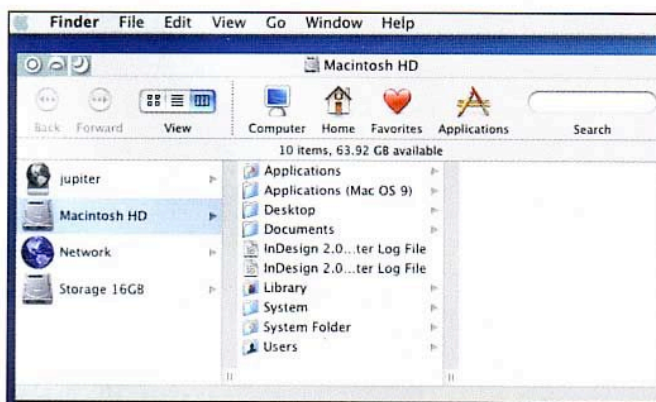 Finder File Edit View Go Window Help
Macintosh HD
Back Forward View Computer Home Favorites Applications Search
10 items, 63.92 GB available
jupiter
Macintosh HD
Network
Storage 16GB
Applications
Applications (Mac OS 9)
Desktop
Documents
InDesign 2.0...ter Log File
InDesign 2.0...ter Log File
Library
System
System Folder
Users